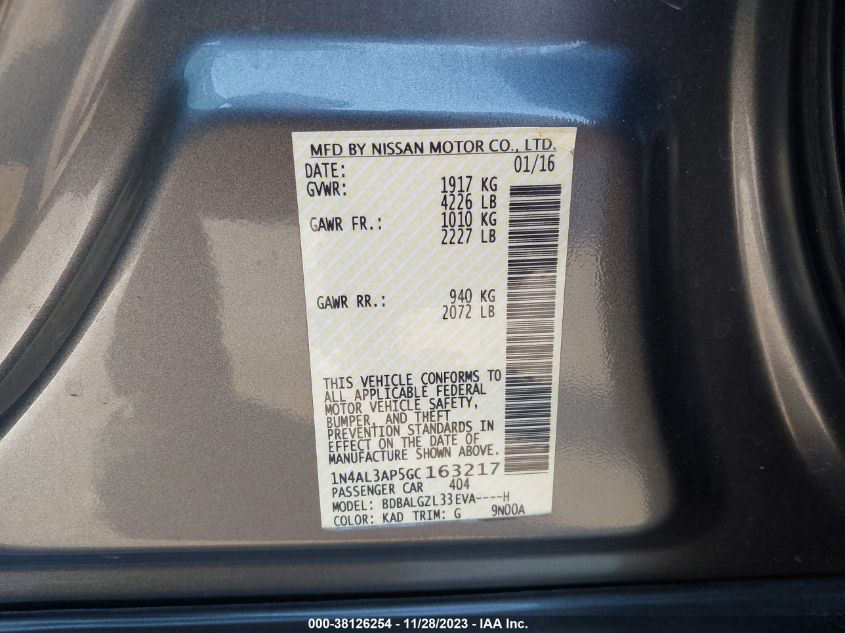 MFD BY NISSAN MOTOR CO., LTD.
DATE: 01/16
GVWR: 1917 KG
4226 LB
GAWR FR.: 1010 KG
2227 LB
GAWR RR.: 940 KG
2072 LB
THIS VEHICLE CONFORMS TO
ALL APPLICABLE FEDERAL
MOTOR VEHICLE SAFETY,
BUMPER, AND THEFT
PREVENTION STANDARDS IN
EFFECT ON THE DATE OF
MANUFACTURE SHOWN ABOVE.
1N4AL3AP5GC163217
PASSENGER CAR 404
MODEL: BDBALGZL33EVA----H
COLOR: KAD TRIM: G 9N00A
000-38126254 - 11/28/2023 - IAA Inc.